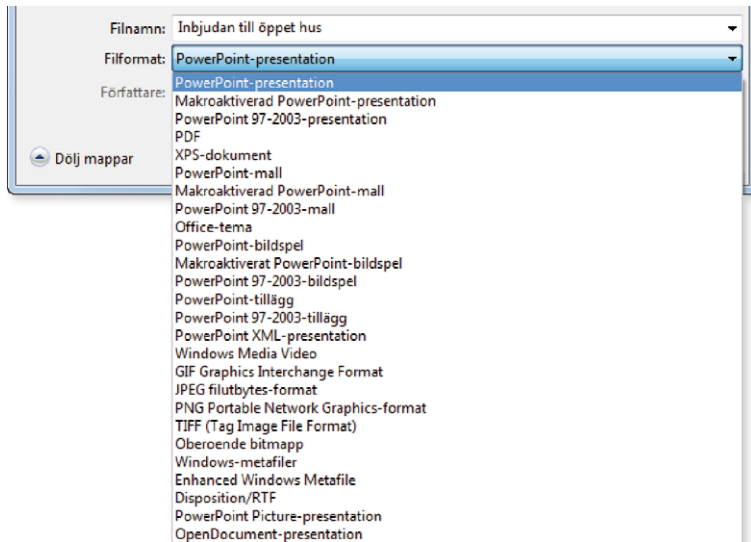 Filnamn: Inbjudan till öppet hus
Filformat: PowerPoint-presentation
Författare:
PowerPoint-presentation
Makroaktiverad PowerPoint-presentation
PowerPoint 97-2003-presentation
PDF
XPS-dokument
Dölj mappar
PowerPoint-mall
Makroaktiverad PowerPoint-mall
PowerPoint 97-2003-mall
Office-tema
PowerPoint-bildspel
Makroaktiverat PowerPoint-bildspel
PowerPoint 97-2003-bildspel
PowerPoint-tillägg
PowerPoint 97-2003-tillägg
PowerPoint XML-presentation
Windows Media Video
GIF Graphics Interchange Format
JPEG filutbytes-format
PNG Portable Network Graphics-format
TIFF (Tag Image File Format)
Oberoende bitmapp
Windows-metafiler
Enhanced Windows Metafile
Disposition/RTF
PowerPoint Picture-presentation
OpenDocument-presentation